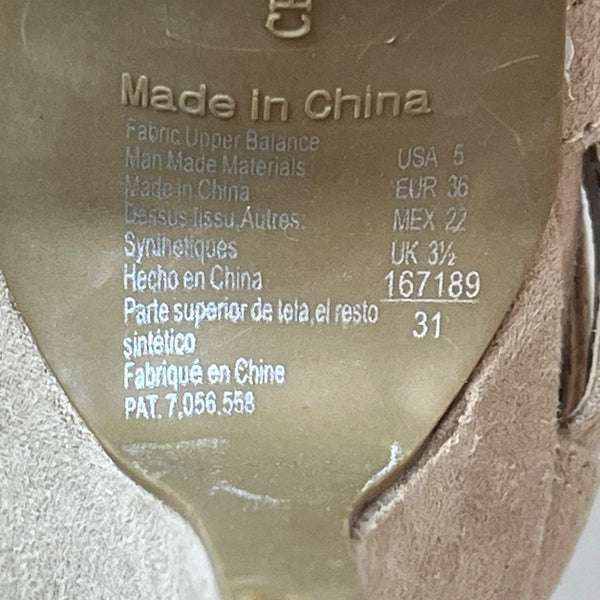 CH
Made in China
Fabric Upper Balance
Man Made Materials
Made in China
Dessus tissu, Autres:
Synthetiques
Hecho en China
Parte superior de tela, el resto
sintético
Fabriqué en Chine
PAT. 7,056,558
USA 5
EUR 36
MEX 22
UK 3½
167189
31